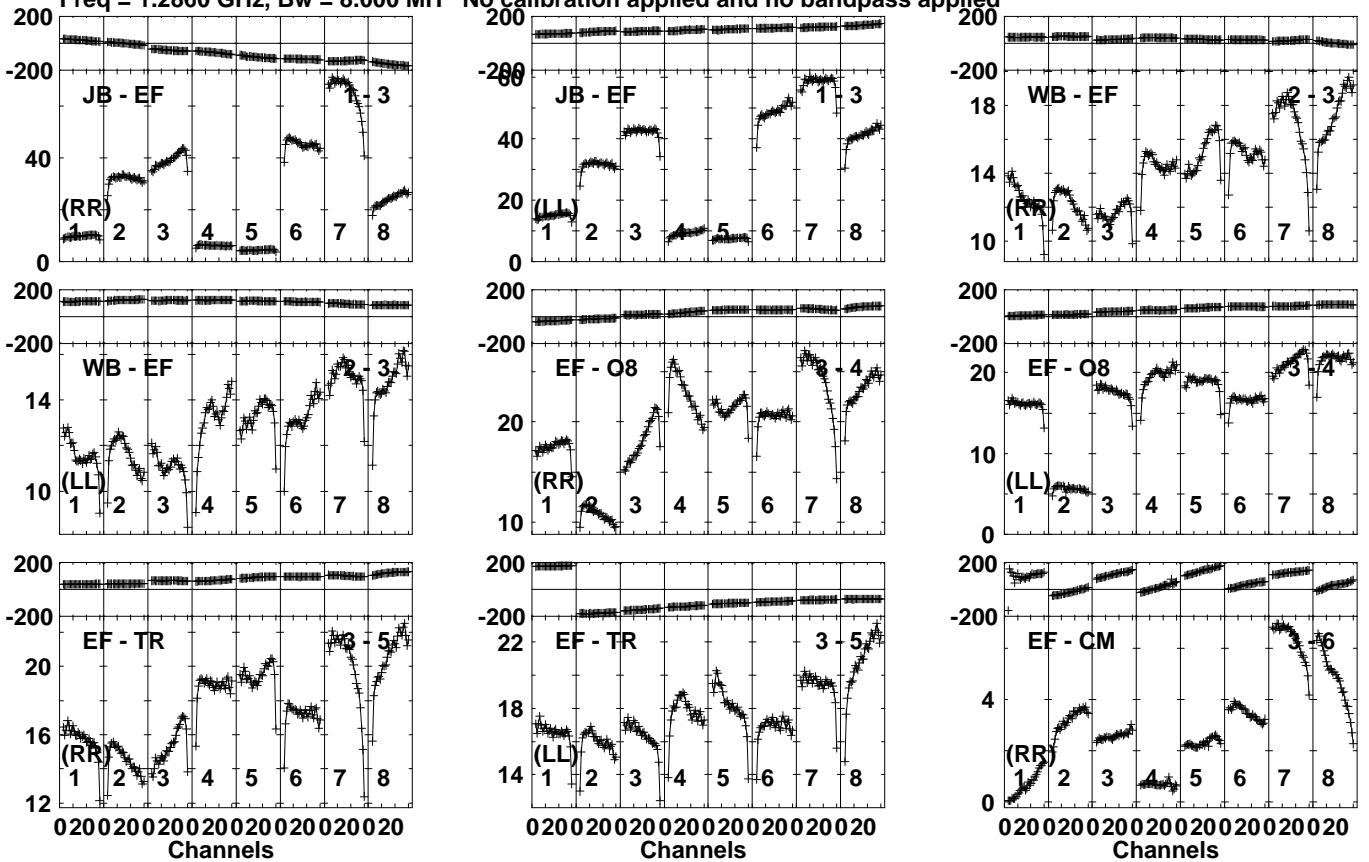 Freq = 1.2860 GHz, Bw = 8.000 MH No calibration applied and no bandpass applied
200
-200
JB - EF 1 - 3
40
(RR)
1 2 3 4 5 6 7 8
0
200
-200
60
JB - EF 1 - 3
40
20
(LL)
1 2 3 4 5 6 7 8
0
200
-200
WB - EF 2 - 3
18
14
(RR)
1 2 3 4 5 6 7 8
10
200
-200
WB - EF 2 - 3
14
10
(LL)
1 2 3 4 5 6 7 8
200
-200
EF - O8 3 - 4
20
(RR)
1 2 3 4 5 6 7 8
10
200
-200
EF - O8 3 - 4
20
10
(LL)
1 2 3 4 5 6 7 8
0
200
-200
EF - TR 3 - 5
20
16
(RR)
1 2 3 4 5 6 7 8
12
0 20 0 20 0 20 0 20 0 20 0 20 0 20 0 20
Channels
200
-200
EF - TR 3 - 5
22
18
(LL)
1 2 3 4 5 6 7 8
14
0 20 0 20 0 20 0 20 0 20 0 20 0 20 0 20
Channels
200
-200
EF - CM 3 - 6
4
(RR)
1 2 3 4 5 6 7 8
0
0 20 0 20 0 20 0 20 0 20 0 20 0 20 0 20
Channels